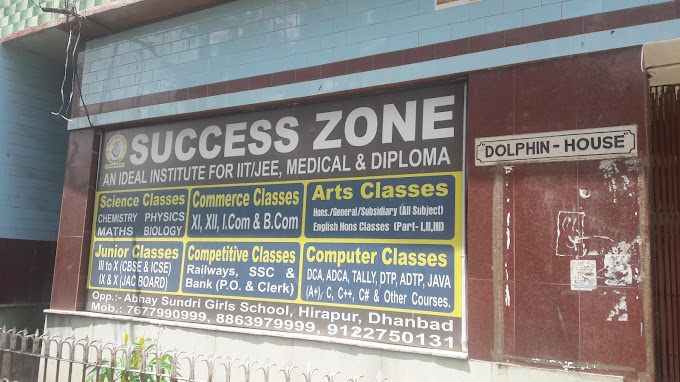 SUCCESS ZONE
AN IDEAL INSTITUTE FOR IIT/JEE, MEDICAL & DIPLOMA
Science Classes
CHEMISTRY PHYSICS
MATHS BIOLOGY
Commerce Classes
XI, XII, I.Com & B.Com
Arts Classes
Hons./General/Subsidiary (All Subject)
English Hons Classes (Part- I,II,III)
Junior Classes
III to X (CBSE & ICSE)
IX & X (JAC BOARD)
Competitive Classes
Railways, SSC &
Bank (P.O. & Clerk)
Computer Classes
DCA, ADCA, TALLY, DTP, ADTP, JAVA
(A+), C, C++, C# & Other Courses.
Opp.:- Abhay Sundri Girls School, Hirapur, Dhanbad
Mob.: 7677990999, 8863979999, 9122750131
"DOLPHIN - HOUSE"